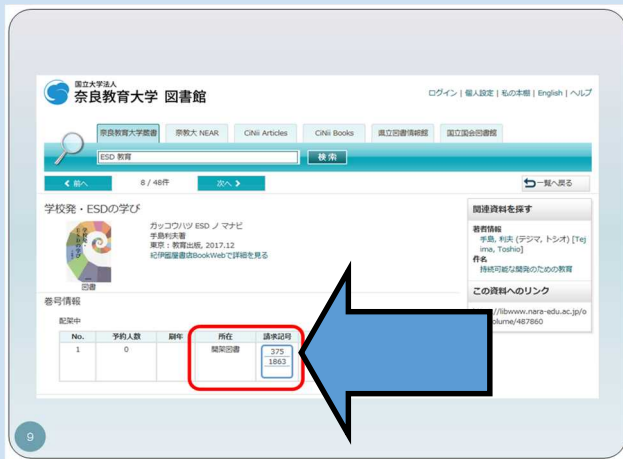 国立大学法人
奈良教育大学 図書館
ログイン | 個人設定 | 私の本棚 | English | ヘルプ
奈良教育大学蔵書
奈教大 NEAR
CiNii Articles
CiNii Books
県立図書情報館
国立国会図書館
ESD 教育
検索
前へ
8 / 48件
次へ
一覧へ戻る
学校発・ESDの学び
ガッコウハツ ESD ノ マナビ
手島利夫著
東京 : 教育出版, 2017.12
紀伊國屋書店BookWebで詳細を見る
図書
関連資料を探す
著者情報
手島, 利夫 (テジマ, トシオ) [Tej
ima, Toshio]
件名
持続可能な開発のための教育
この資料へのリンク
//libwww.nara-edu.ac.jp/o
olume/487860
巻号情報
配架中
No. 予約人数 刷年 所在 請求記号
1 0 開架図書 375
1863
9